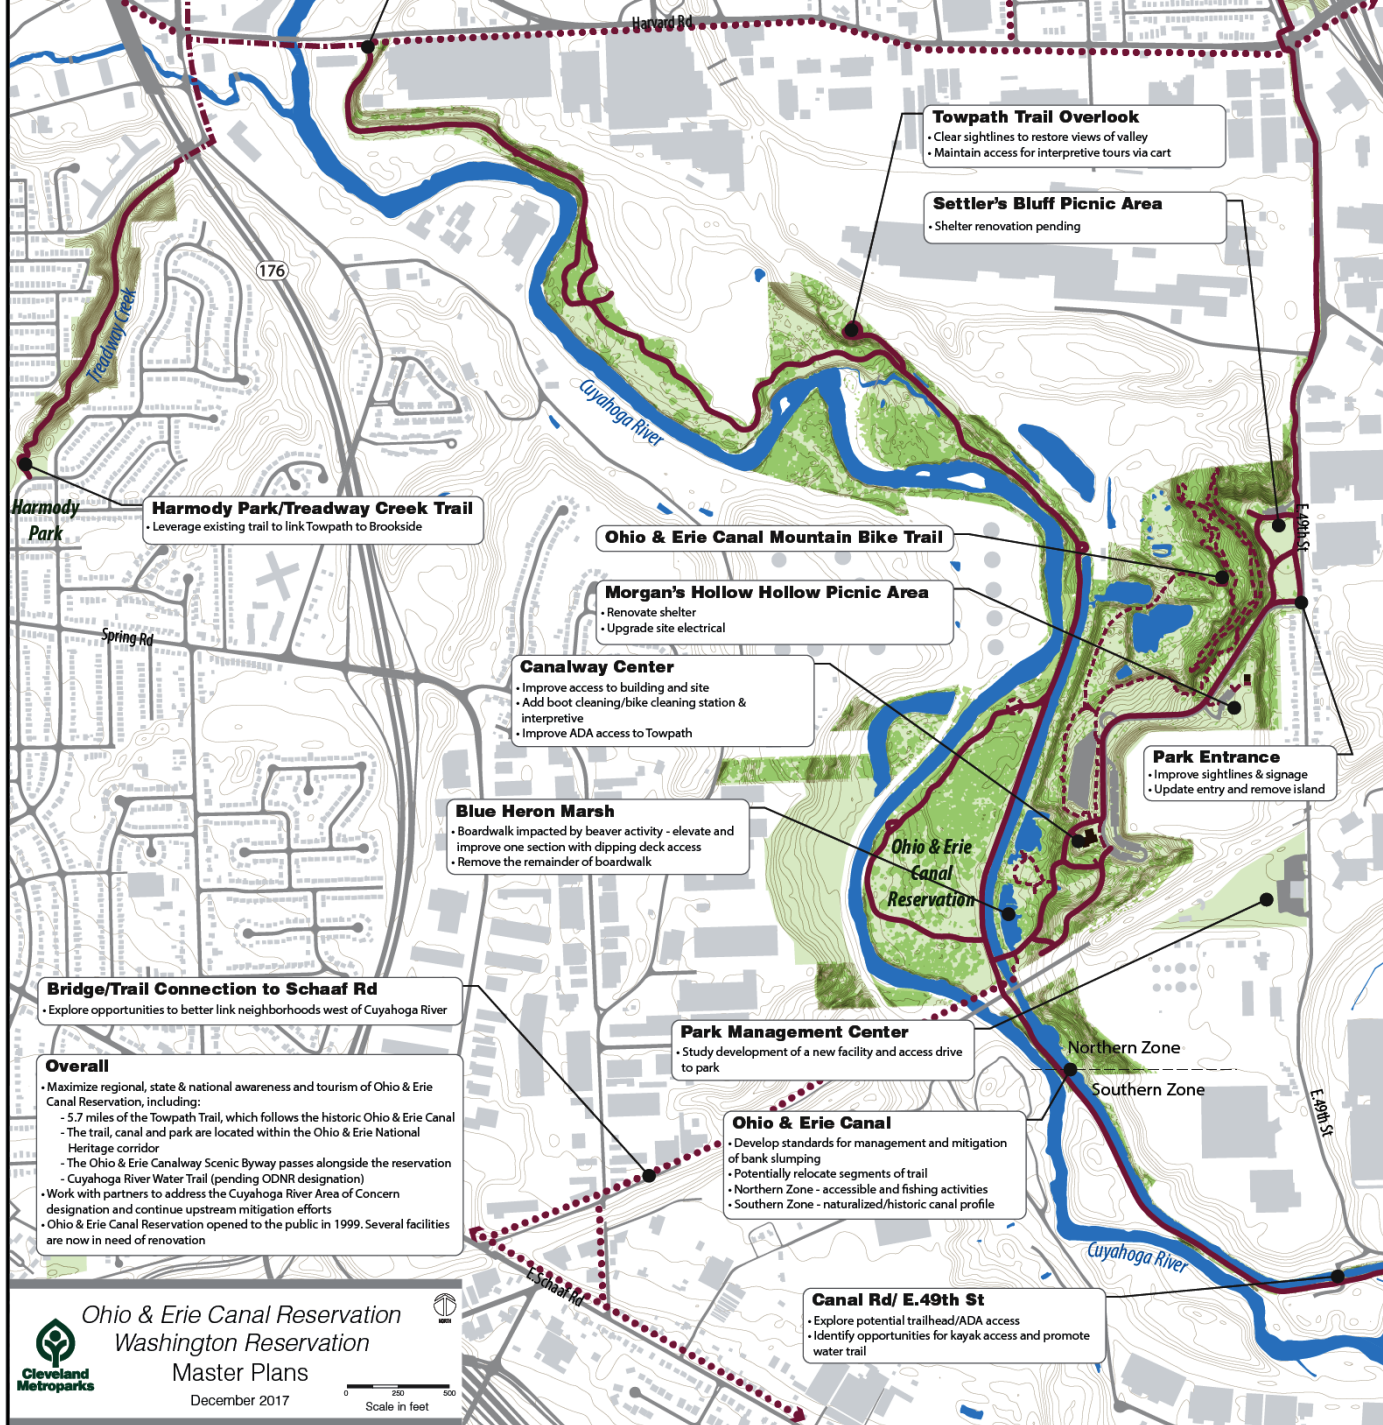 Harvard Rd
Towpath Trail Overlook
• Clear sightlines to restore views of valley
• Maintain access for interpretive tours via cart
Settler's Bluff Picnic Area
• Shelter renovation pending
176
Treadway Creek
Cuyahoga River
Harmody
Park
Harmody Park/Treadway Creek Trail
• Leverage existing trail to link Towpath to Brookside
E.49th St
Ohio & Erie Canal Mountain Bike Trail
Morgan's Hollow Hollow Picnic Area
• Renovate shelter
• Upgrade site electrical
Spring Rd
Canalway Center
• Improve access to building and site
• Add boot cleaning/bike cleaning station &
interpretive
• Improve ADA access to Towpath
Park Entrance
• Improve sightlines & signage
• Update entry and remove island
Blue Heron Marsh
• Boardwalk impacted by beaver activity - elevate and
improve one section with dipping deck access
• Remove the remainder of boardwalk
Ohio & Erie
Canal
Reservation
Bridge/Trail Connection to Schaaf Rd
• Explore opportunities to better link neighborhoods west of Cuyahoga River
Park Management Center
• Study development of a new facility and access drive
to park
Northern Zone
Southern Zone
Overall
• Maximize regional, state & national awareness and tourism of Ohio & Erie
Canal Reservation, including:
- 5.7 miles of the Towpath Trail, which follows the historic Ohio & Erie Canal
- The trail, canal and park are located within the Ohio & Erie National
Heritage corridor
- The Ohio & Erie Canalway Scenic Byway passes alongside the reservation
- Cuyahoga River Water Trail (pending ODNR designation)
• Work with partners to address the Cuyahoga River Area of Concern
designation and continue upstream mitigation efforts
• Ohio & Erie Canal Reservation opened to the public in 1999. Several facilities
are now in need of renovation
Ohio & Erie Canal
• Develop standards for management and mitigation
of bank slumping
• Potentially relocate segments of trail
• Northern Zone - accessible and fishing activities
• Southern Zone - naturalized/historic canal profile
E.49th St
Cuyahoga River
E.Schaaf Rd
Canal Rd/ E.49th St
• Explore potential trailhead/ADA access
• Identify opportunities for kayak access and promote
water trail
Ohio & Erie Canal Reservation
Washington Reservation
Master Plans
December 2017
NORTH
Cleveland
Metroparks
0 250 500
Scale in feet